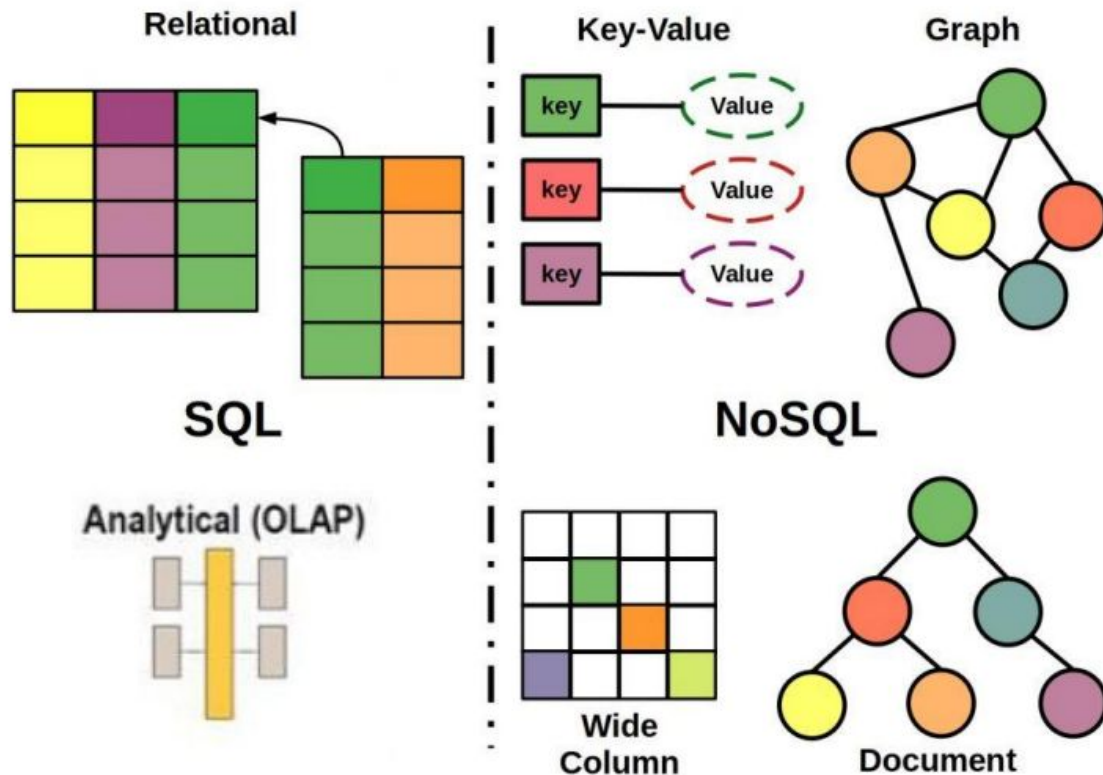 Relational
SQL
Analytical (OLAP)
Key-Value
key
Value
key
Value
key
Value
Graph
NoSQL
Wide
Column
Document